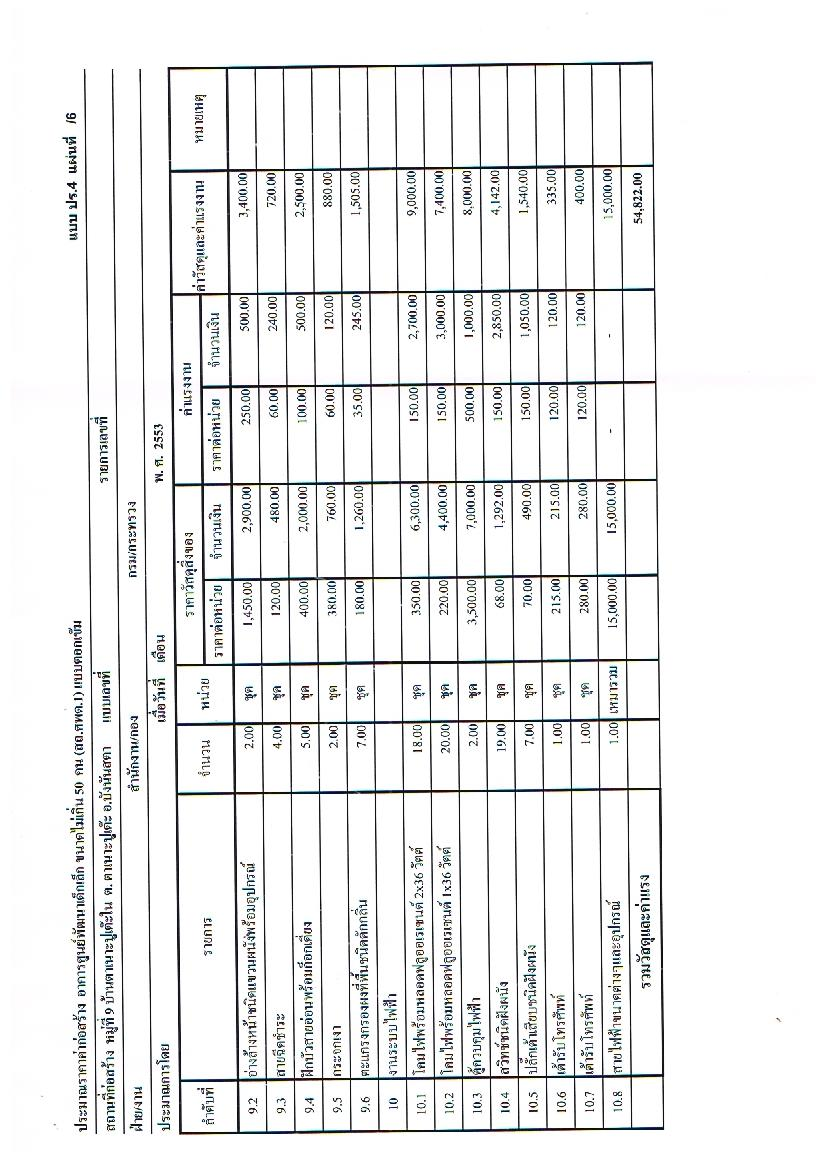 แบบ ปร.4 แผ่นที่ /6
ประมาณราคาค่าก่อสร้าง อาคารศูนย์พัฒนาเด็กเล็ก ขนาดไม่เกิน 50 คน (สถ.ศพด.1) แบบตอกเข็ม
สถานที่ก่อสร้าง หมู่ที่ 9 บ้านตาเนาะปูเต๊ะใน ต. ตาเนาะปูเต๊ะ อ.บังนังสตา แบบเลขที่ รายการเลขที่
ฝ่าย/งาน สำนักงาน/กอง กรม/กระทรวง
ประมาณการโดย เมื่อวันที่ เดือน พ. ศ. 2553
ลำดับที่ รายการ จำนวน หน่วย ราคาวัสดุสิ่งของ ค่าแรงงาน ค่าวัสดุและค่าแรงงาน หมายเหตุ
ราคาต่อหน่วย จำนวนเงิน ราคาต่อหน่วย จำนวนเงิน
9.2 อ่างล้างหน้าชนิดแขวนผนังพร้อมอุปกรณ์ 2.00 ชุด 1,450.00 2,900.00 250.00 500.00 3,400.00
9.3 สายฉีดชำระ 4.00 ชุด 120.00 480.00 60.00 240.00 720.00
9.4 ฝักบัวสายอ่อนพร้อมก๊อกเดี่ยง 5.00 ชุด 400.00 2,000.00 100.00 500.00 2,500.00
9.5 กระจกเงา 2.00 ชุด 380.00 760.00 60.00 120.00 880.00
9.6 ตะแกรงกรองผงที่พื้นชนิดดักกลิ่น 7.00 ชุด 180.00 1,260.00 35.00 245.00 1,505.00
10 งานระบบไฟฟ้า
10.1 โคมไฟพร้อมหลอดฟลูออเรเซนต์ 2x36 วัตต์ 18.00 ชุด 350.00 6,300.00 150.00 2,700.00 9,000.00
10.2 โคมไฟพร้อมหลอดฟลูออเรเซนต์ 1x36 วัตต์ 20.00 ชุด 220.00 4,400.00 150.00 3,000.00 7,400.00
10.3 ตู้ควบคุมไฟฟ้า 2.00 ชุด 3,500.00 7,000.00 500.00 1,000.00 8,000.00
10.4 สวิทช์ชนิดฝังผนัง 19.00 ชุด 68.00 1,292.00 150.00 2,850.00 4,142.00
10.5 ปลั๊กเต้าเสียบชนิดฝังผนัง 7.00 ชุด 70.00 490.00 150.00 1,050.00 1,540.00
10.6 เต้ารับโทรศัพท์ 1.00 ชุด 215.00 215.00 120.00 120.00 335.00
10.7 เต้ารับโทรศัพท์ 1.00 ชุด 280.00 280.00 120.00 120.00 400.00
10.8 สายไฟฟ้าขนาดต่างๆและอุปกรณ์ 1.00 เหมารวม 15,000.00 15,000.00 - - 15,000.00
รวมวัสดุและค่าแรง 54,822.00